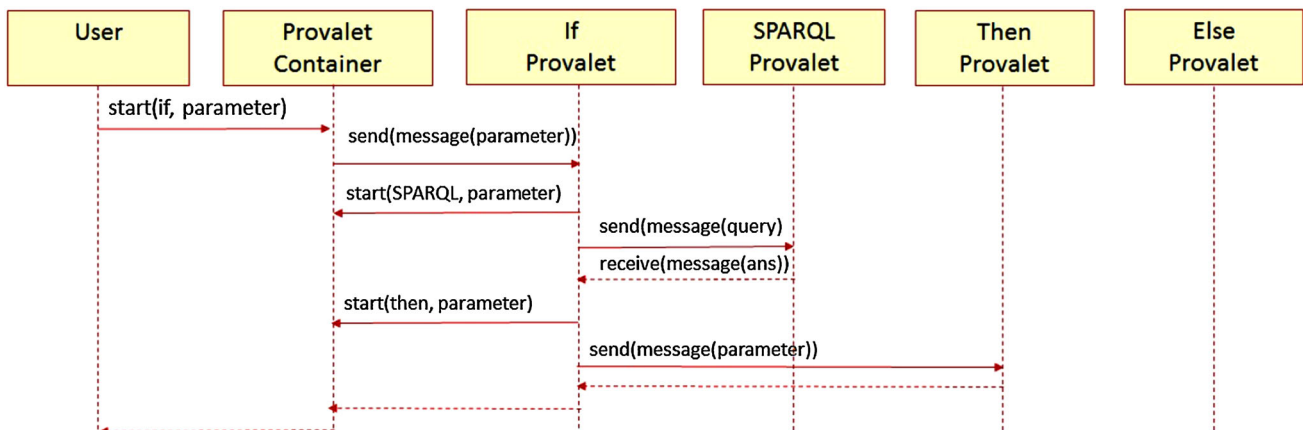 User
Provalet
Container
If
Provalet
SPARQL
Provalet
Then
Provalet
Else
Provalet
start(if, parameter)
send(message(parameter))
start(SPARQL, parameter)
send(message(query)
receive(message(ans))
start(then, parameter)
send(message(parameter))